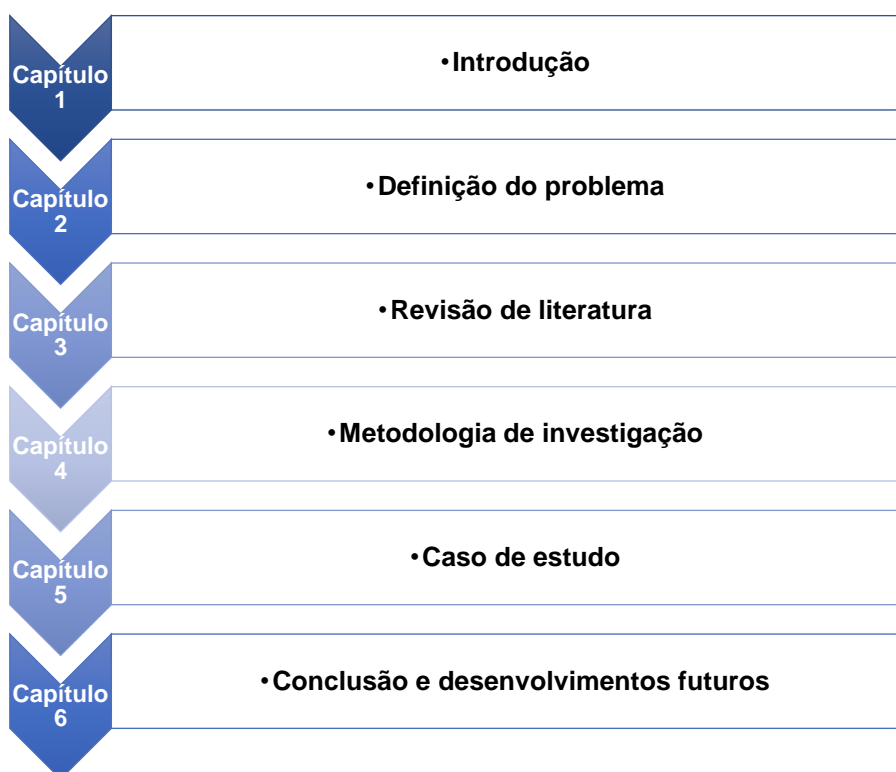 Capítulo
1
•Introdução
Capítulo
2
•Definição do problema
Capítulo
3
•Revisão de literatura
Capítulo
4
•Metodologia de investigação
Capítulo
5
•Caso de estudo
Capítulo
6
•Conclusão e desenvolvimentos futuros